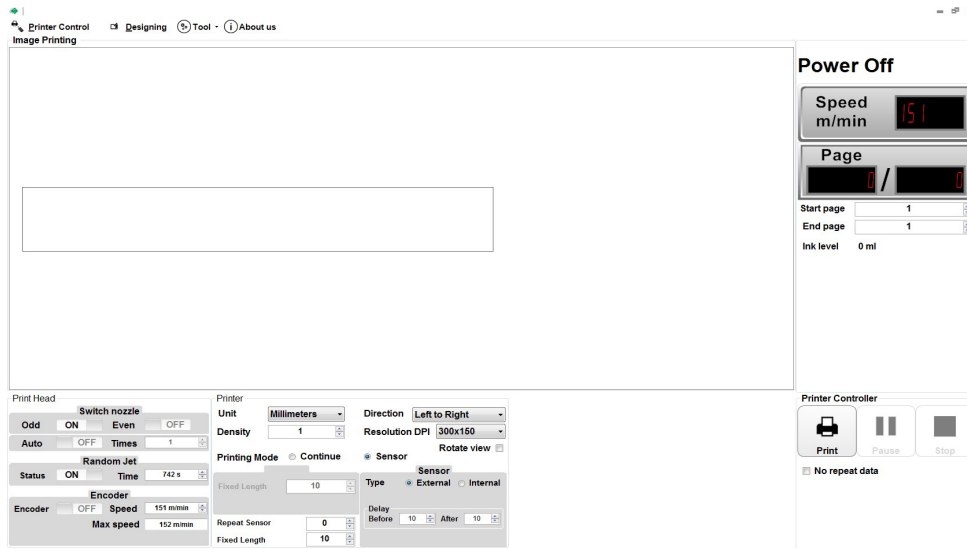 Printer Control Designing Tool About us
Image Printing
Power Off
Speed
m/min
151
Page
0 / 0
Start page 1
End page 1
Ink level 0 ml
Print Head
Switch nozzle
Odd ON Even OFF
Auto OFF Times 1
Random Jet
Status ON Time 742 s
Encoder
Encoder OFF Speed 151 m/min
Max speed 152 m/min
Printer
Unit Millimeters Direction Left to Right
Density 1 Resolution DPI 300x150
Rotate view
Printing Mode Continue Sensor
Fixed Length 10
Sensor
Type External Internal
Delay
Before 10 After 10
Repeat Sensor 0
Fixed Length 10
Printer Controller
Print Pause Stop
No repeat data